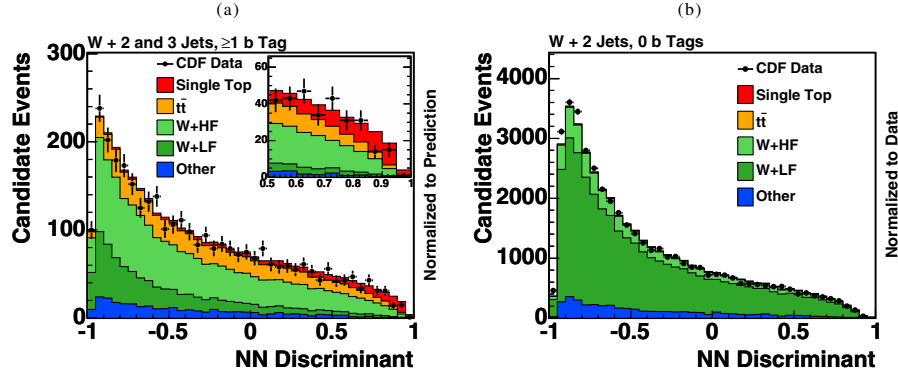 (a)
W + 2 and 3 Jets, ≥1 b Tag
Candidate Events
300
200
100
0
CDF Data
Single Top
tt̄
W+HF
W+LF
Other
60
40
20
0
0.5 0.6 0.7 0.8 0.9 1
Normalized to Prediction
-1 -0.5 0 0.5 1
NN Discriminant
(b)
W + 2 Jets, 0 b Tags
Candidate Events
4000
3000
2000
1000
0
CDF Data
Single Top
tt̄
W+HF
W+LF
Other
Normalized to Data
-1 -0.5 0 0.5 1
NN Discriminant